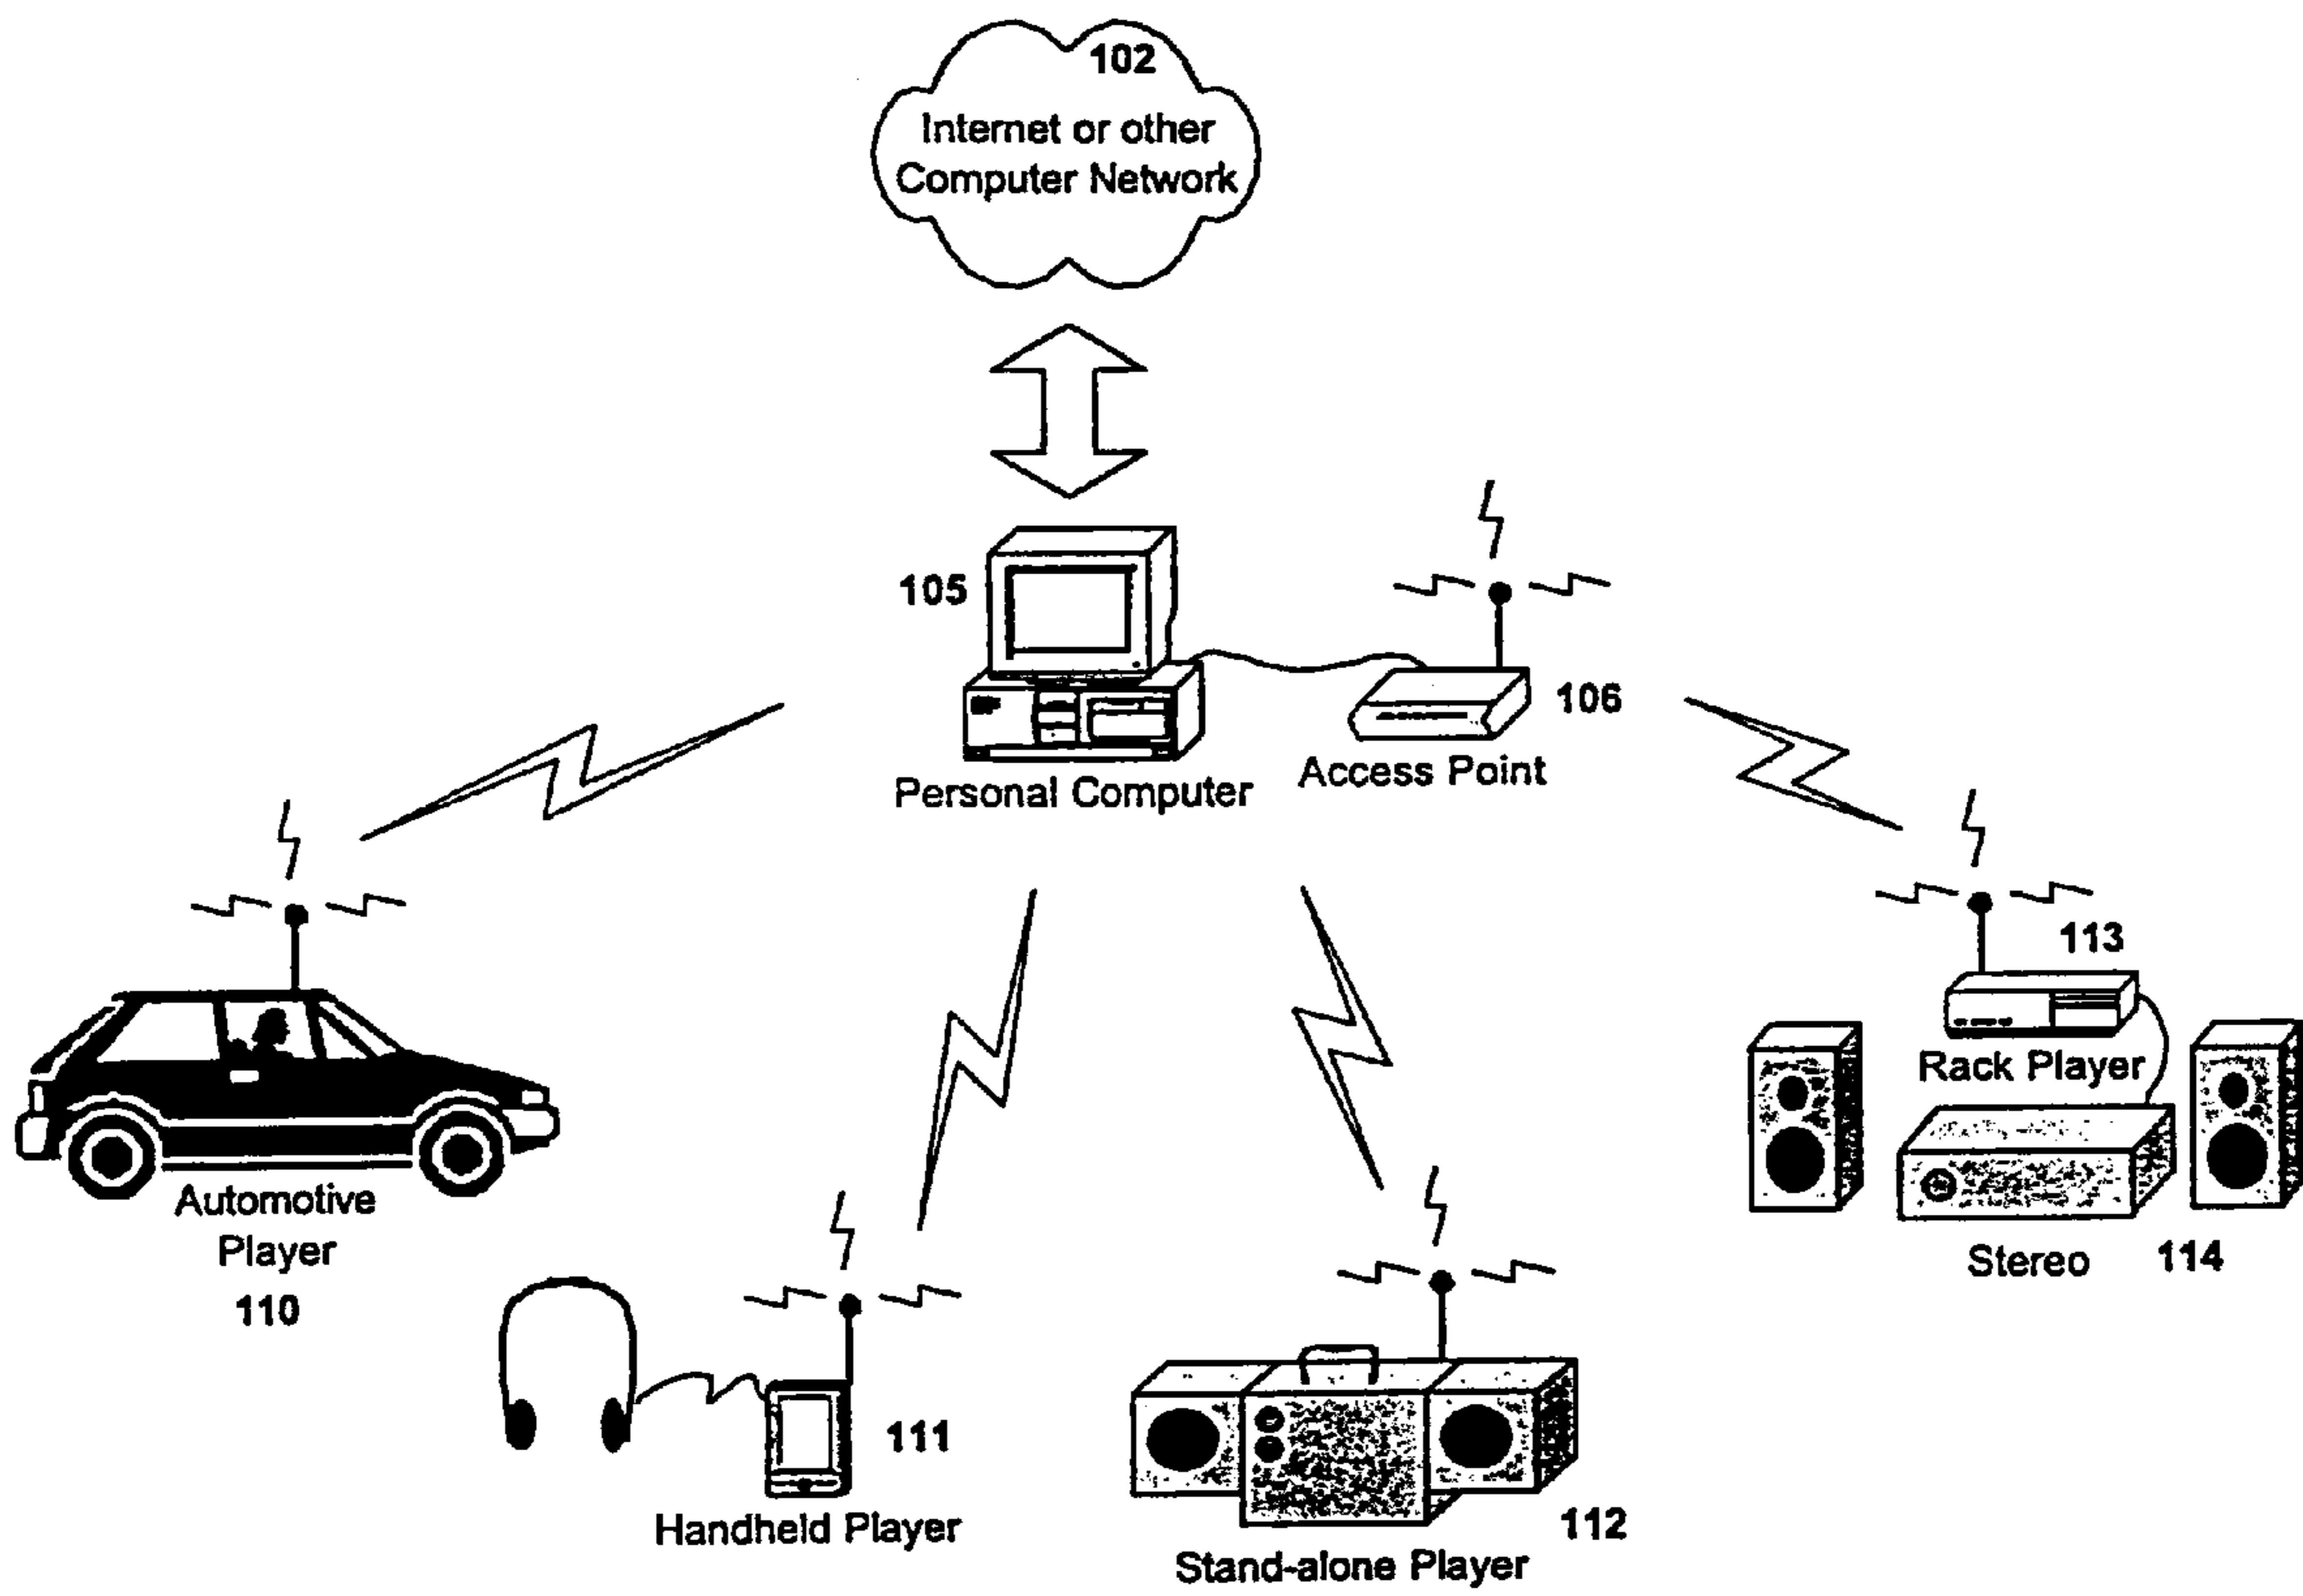 102
Internet or other
Computer Network
105
106
Personal Computer
Access Point
113
Rack Player
Automotive
Player
110
Stereo 114
111
Handheld Player
112
Stand-alone Player